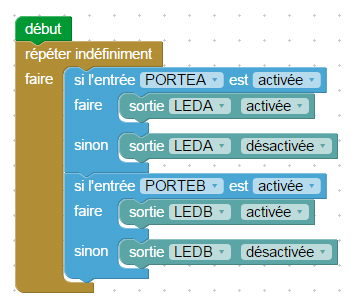 début
répéter indéfiniment
faire si l'entrée PORTEA est activée
faire sortie LEDA activée
sinon sortie LEDA désactivée
si l'entrée PORTEB est activée
faire sortie LEDB activée
sinon sortie LEDB désactivée